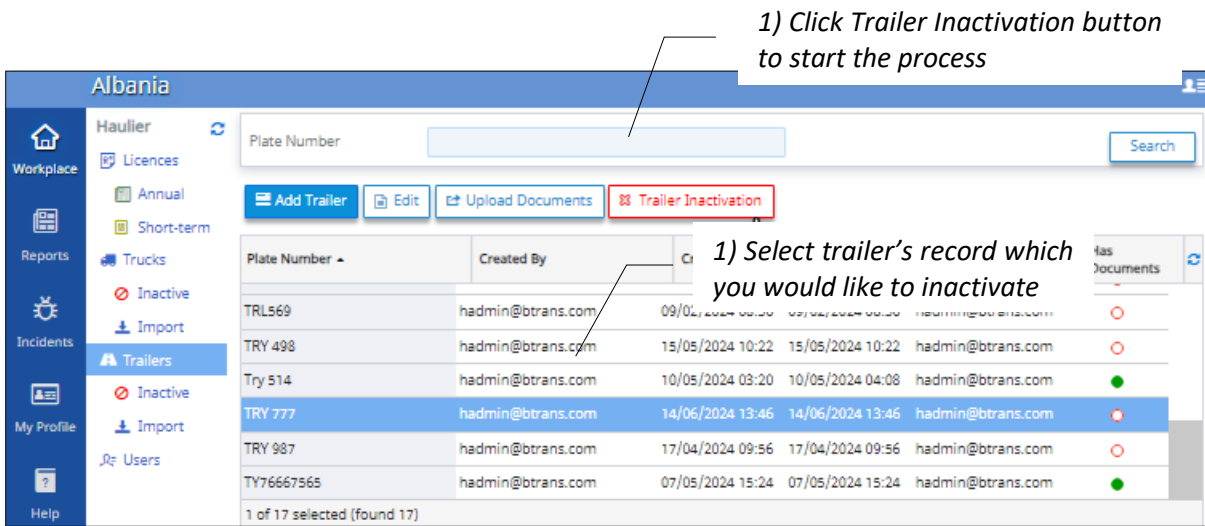 1) Click Trailer Inactivation button
to start the process
Albania
Workplace
Reports
Incidents
My Profile
Help
Haulier
Licences
Annual
Short-term
Trucks
Inactive
Import
Trailers
Inactive
Import
Users
Plate Number
Search
Add Trailer Edit Upload Documents Trailer Inactivation
1) Select trailer's record which
you would like to inactivate
Plate Number Created By Has Documents
TRL569 hadmin@btrans.com
TRY 498 hadmin@btrans.com 15/05/2024 10:22 15/05/2024 10:22 hadmin@btrans.com
Try 514 hadmin@btrans.com 10/05/2024 03:20 10/05/2024 04:08 hadmin@btrans.com
TRY 777 hadmin@btrans.com 14/06/2024 13:46 14/06/2024 13:46 hadmin@btrans.com
TRY 987 hadmin@btrans.com 17/04/2024 09:56 17/04/2024 09:56 hadmin@btrans.com
TY76667565 hadmin@btrans.com 07/05/2024 15:24 07/05/2024 15:24 hadmin@btrans.com
1 of 17 selected (found 17)